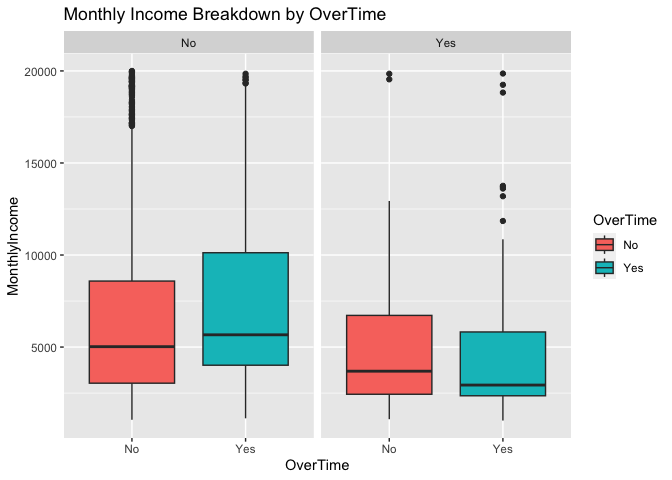 Monthly Income Breakdown by OverTime
No
Yes
20000
15000
10000
5000
MonthlyIncome
No
Yes
No
Yes
OverTime
OverTime
No
Yes